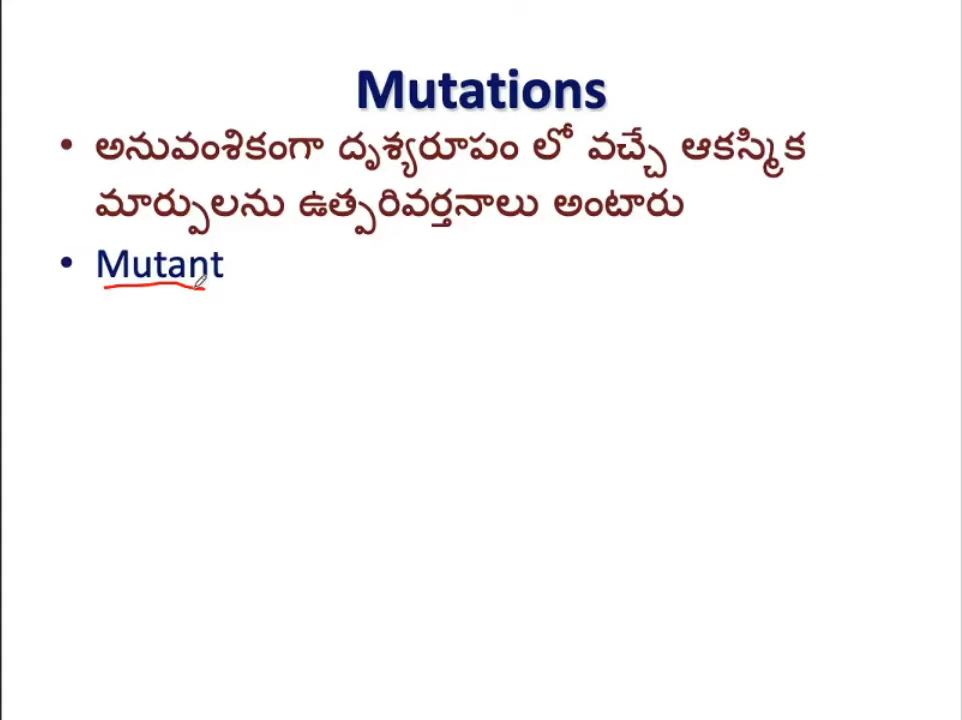 Mutations
• అనువంశికంగా దృశ్యరూపం లో వచ్చే ఆకస్మిక
మార్పులను ఉత్పరివర్తనాలు అంటారు
• Mutant